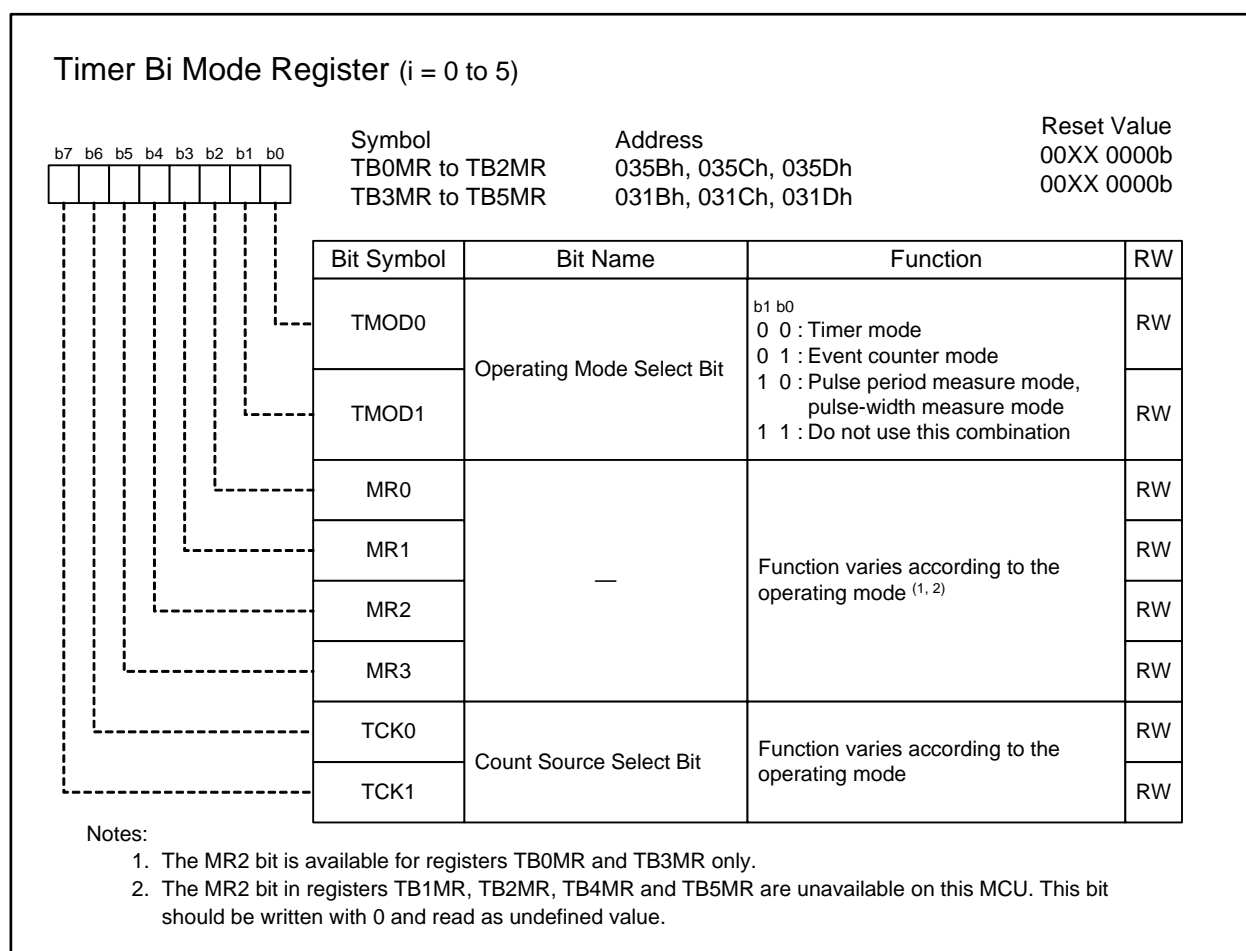 Timer Bi Mode Register (i = 0 to 5)
b7 b6 b5 b4 b3 b2 b1 b0
Symbol Address Reset Value
TB0MR to TB2MR 035Bh, 035Ch, 035Dh 00XX 0000b
TB3MR to TB5MR 031Bh, 031Ch, 031Dh 00XX 0000b
Bit Symbol Bit Name Function RW
TMOD0 RW
TMOD1 RW
Operating Mode Select Bit
b1 b0
0 0 : Timer mode
0 1 : Event counter mode
1 0 : Pulse period measure mode,
pulse-width measure mode
1 1 : Do not use this combination
MR0 RW
MR1 RW
MR2 RW
MR3 RW
—
Function varies according to the
operating mode (1, 2)
TCK0 RW
TCK1 RW
Count Source Select Bit
Function varies according to the
operating mode
Notes:
1. The MR2 bit is available for registers TB0MR and TB3MR only.
2. The MR2 bit in registers TB1MR, TB2MR, TB4MR and TB5MR are unavailable on this MCU. This bit
should be written with 0 and read as undefined value.